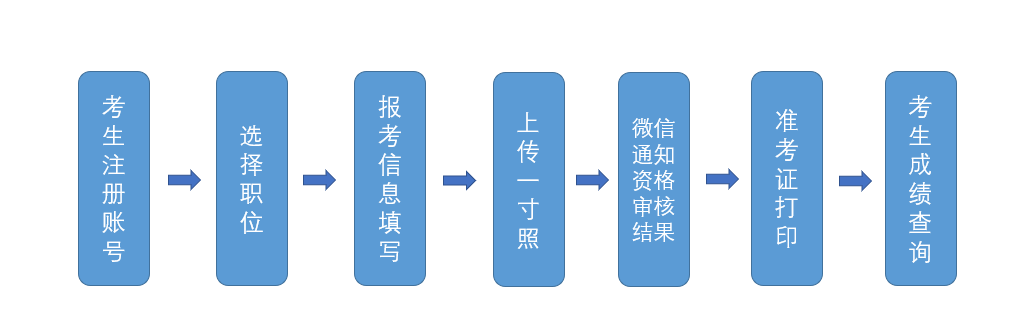 考生注册账号
选择职位
报考信息填写
上传一寸照
微信
通知
资格
审核
结果
准考证打印
考生成绩查询